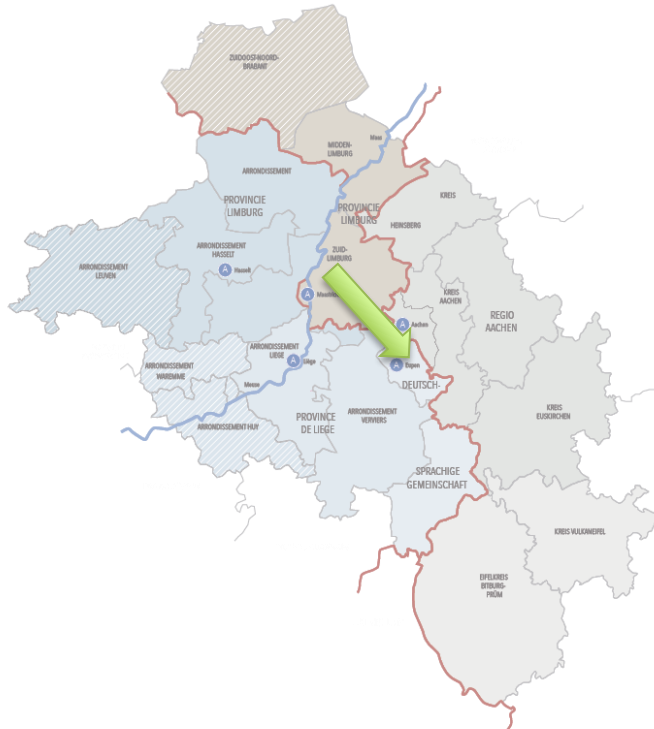 ZUIDOOST-NOORD-
BRABANT
Maas
MIDDEN-
LIMBURG
ARRONDISSEMENT
KREIS
PROVINCIE
LIMBURG
PROVINCIE
LIMBURG
HEINSBERG
ARRONDISSEMENT
HASSELT
ZUID-
LIMBURG
ARRONDISSEMENT
LEUVEN
A Hasselt
KREIS
AACHEN
A
REGIO
AACHEN
A Aachen
ARRONDISSEMENT
LIEGE
A Liège
A Eupen
ARRONDISSEMENT
WAREMME
Meuse
DEUTSCH-
ARRONDISSEMENT
VERVIERS
PROVINCE
DE LIEGE
KREIS
EUSKIRCHEN
ARRONDISSEMENT HUY
SPRACHIGE
GEMEINSCHAFT
KREIS VULKANEIFEL
EIFELKREIS
BITBURG-
PRÜM